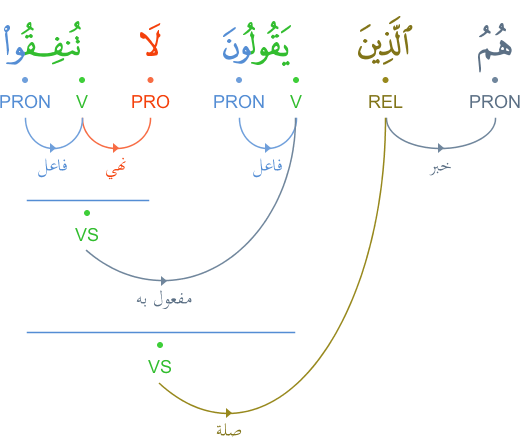 هُمُ ٱلَّذِينَ يَقُولُونَ لَا تُنفِقُوا۟
PRON REL V PRON PRO V PRON
خبر فاعل نهي فاعل
VS
مفعول به
VS
صلة